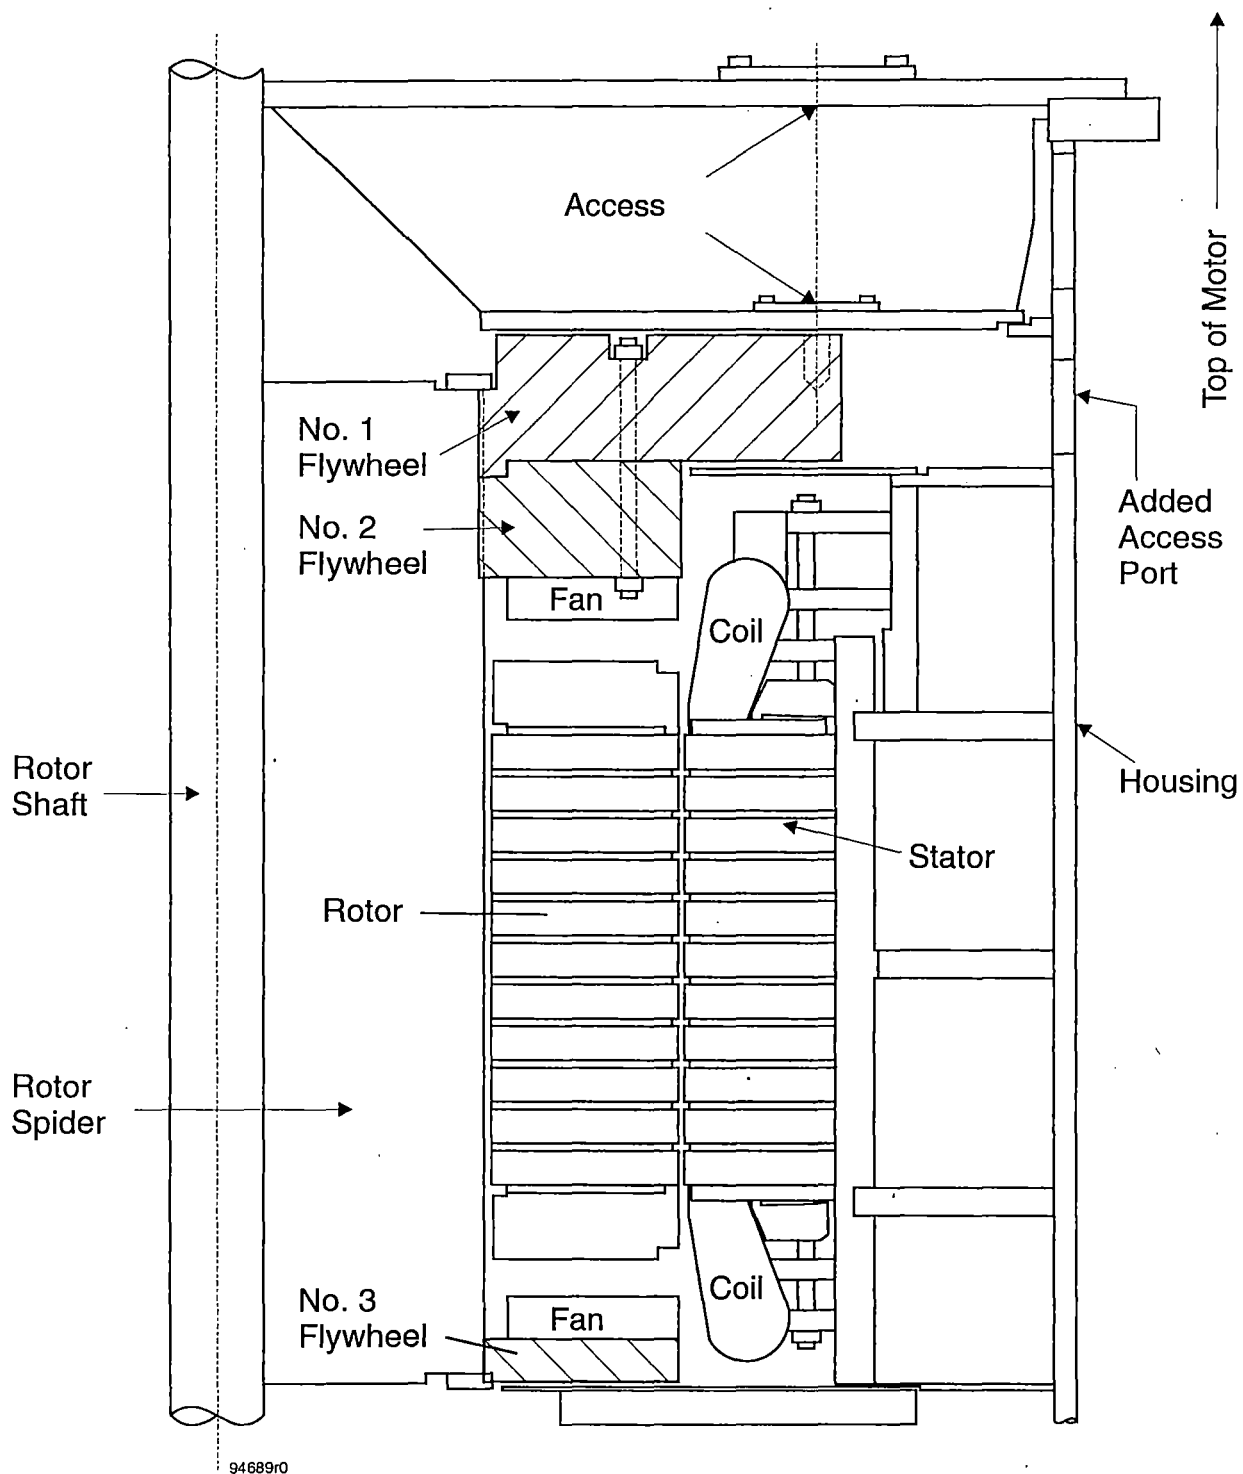 Top of Motor
Access
No. 1
Flywheel
No. 2
Flywheel
Added
Access
Port
Fan
Coil
Rotor
Shaft
Housing
Stator
Rotor
Rotor
Spider
No. 3
Flywheel
Fan
Coil
94689r0